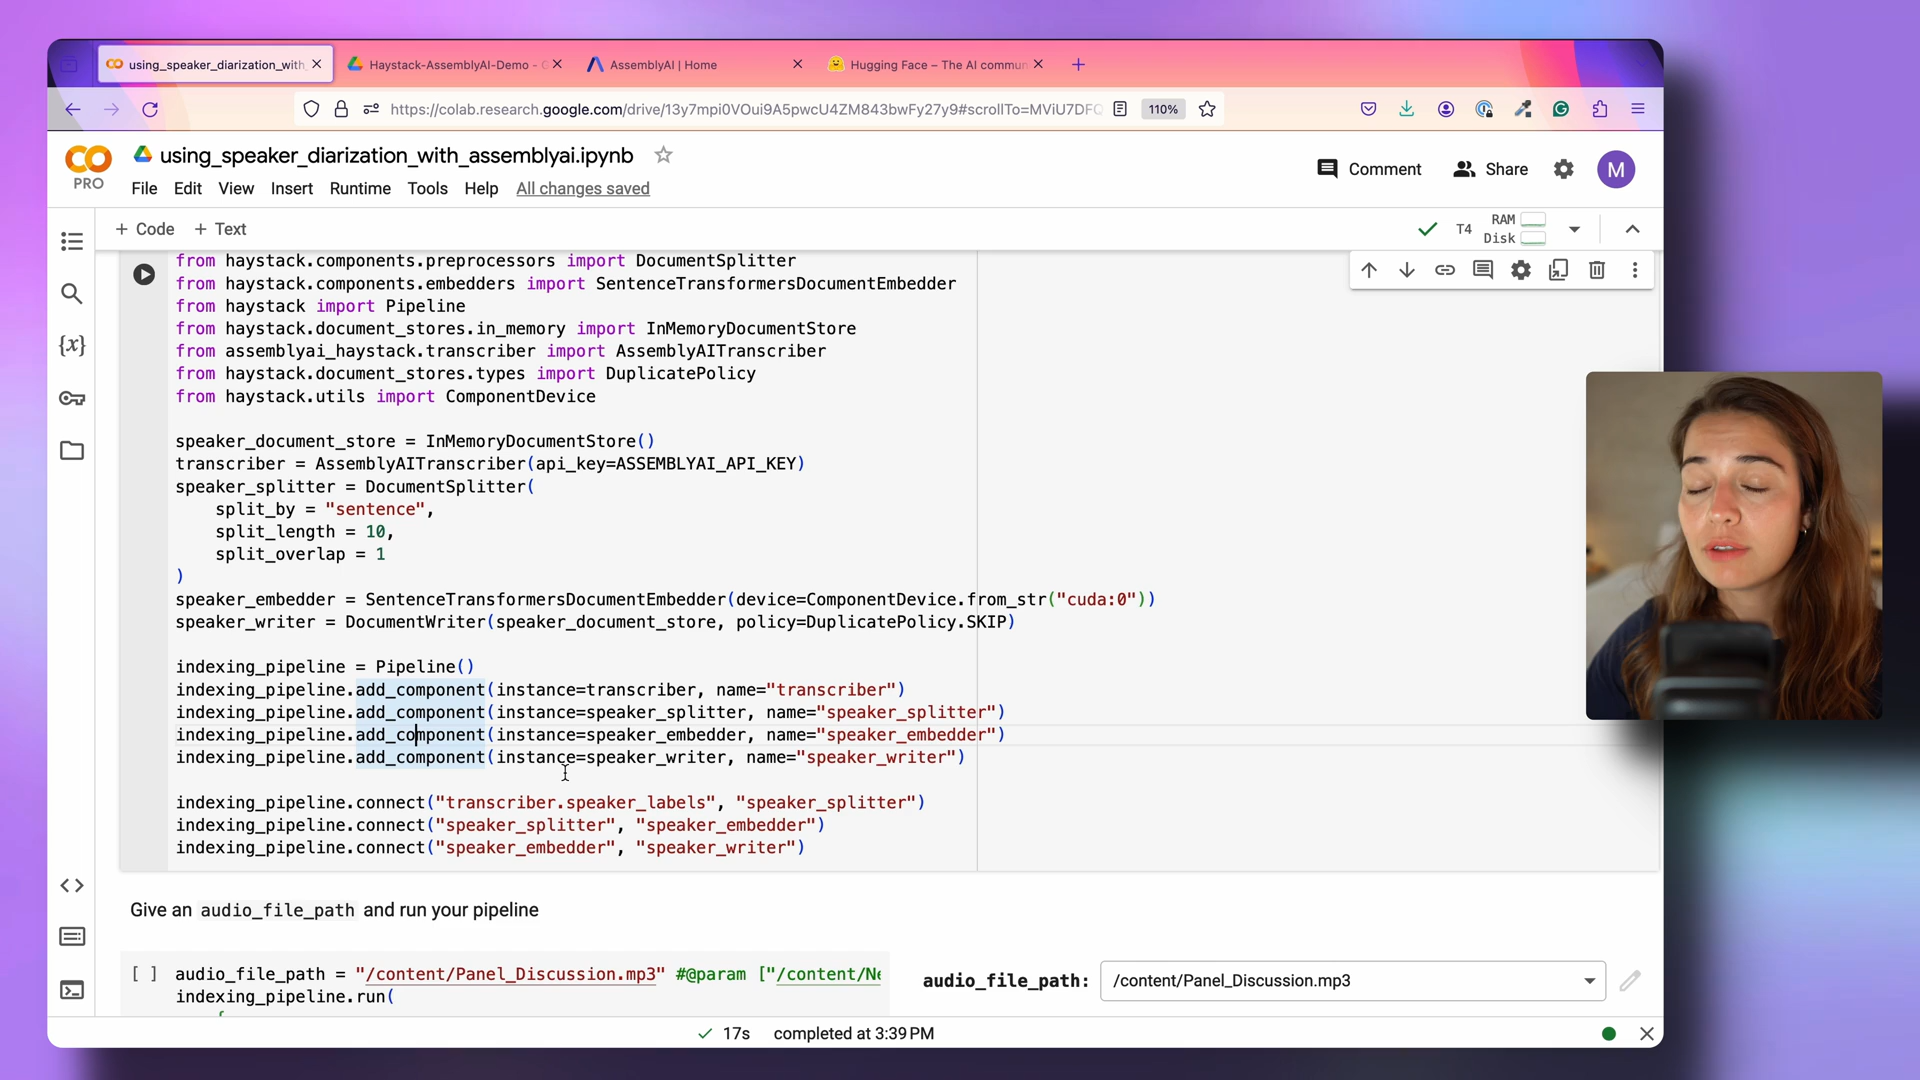 using_speaker_diarization_with_
Haystack-AssemblyAI-Demo - G
AssemblyAI | Home
Hugging Face – The AI commun
https://colab.research.google.com/drive/13y7mpi0VOui9A5pwcU4ZM843bwFy27y9#scrollTo=MViU7DFQ
110%
CO
PRO
using_speaker_diarization_with_assemblyai.ipynb
Comment
Share
M
File Edit View Insert Runtime Tools Help All changes saved
+ Code + Text
T4
RAM
Disk
from haystack.components.preprocessors import DocumentSplitter
from haystack.components.embedders import SentenceTransformersDocumentEmbedder
from haystack import Pipeline
from haystack.document_stores.in_memory import InMemoryDocumentStore
from assemblyai_haystack.transcriber import AssemblyAITranscriber
from haystack.document_stores.types import DuplicatePolicy
from haystack.utils import ComponentDevice
speaker_document_store = InMemoryDocumentStore()
transcriber = AssemblyAITranscriber(api_key=ASSEMBLYAI_API_KEY)
speaker_splitter = DocumentSplitter(
split_by = "sentence",
split_length = 10,
split_overlap = 1
)
speaker_embedder = SentenceTransformersDocumentEmbedder(device=ComponentDevice.from_str("cuda:0"))
speaker_writer = DocumentWriter(speaker_document_store, policy=DuplicatePolicy.SKIP)
indexing_pipeline = Pipeline()
indexing_pipeline.add_component(instance=transcriber, name="transcriber")
indexing_pipeline.add_component(instance=speaker_splitter, name="speaker_splitter")
indexing_pipeline.add_component(instance=speaker_embedder, name="speaker_embedder")
indexing_pipeline.add_component(instance=speaker_writer, name="speaker_writer")
indexing_pipeline.connect("transcriber.speaker_labels", "speaker_splitter")
indexing_pipeline.connect("speaker_splitter", "speaker_embedder")
indexing_pipeline.connect("speaker_embedder", "speaker_writer")
Give an audio_file_path and run your pipeline
[ ] audio_file_path = "/content/Panel_Discussion.mp3" #@param ["/content/Ne
indexing_pipeline.run(
{
audio_file_path: /content/Panel_Discussion.mp3
17s completed at 3:39 PM